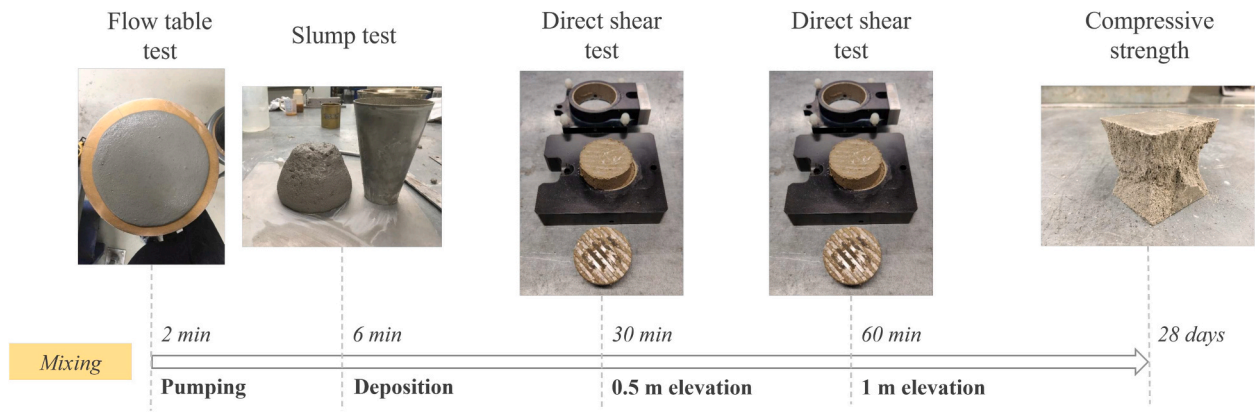 Flow table
test
Slump test
Direct shear
test
Direct shear
test
Compressive
strength
2 min
6 min
30 min
60 min
28 days
Mixing
Pumping
Deposition
0.5 m elevation
1 m elevation